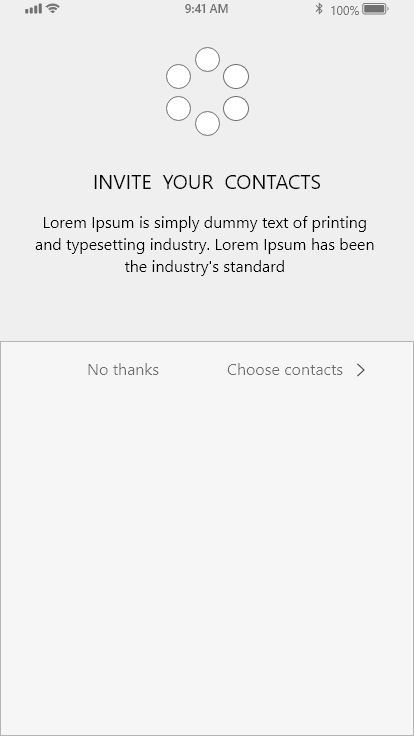 9:41 AM 100%
INVITE YOUR CONTACTS
Lorem Ipsum is simply dummy text of printing
and typesetting industry. Lorem Ipsum has been
the industry's standard
No thanks Choose contacts